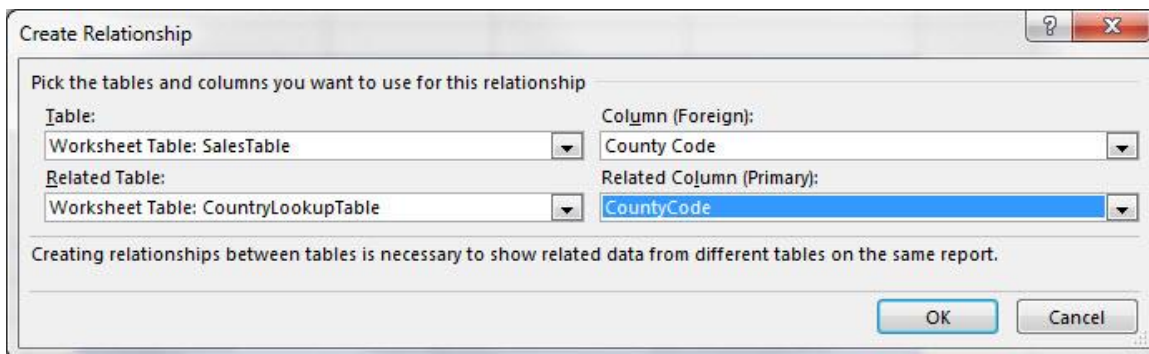 Create Relationship
Pick the tables and columns you want to use for this relationship
Table:
Column (Foreign):
Worksheet Table: SalesTable
County Code
Related Table:
Related Column (Primary):
Worksheet Table: CountryLookupTable
CountyCode
Creating relationships between tables is necessary to show related data from different tables on the same report.
OK
Cancel